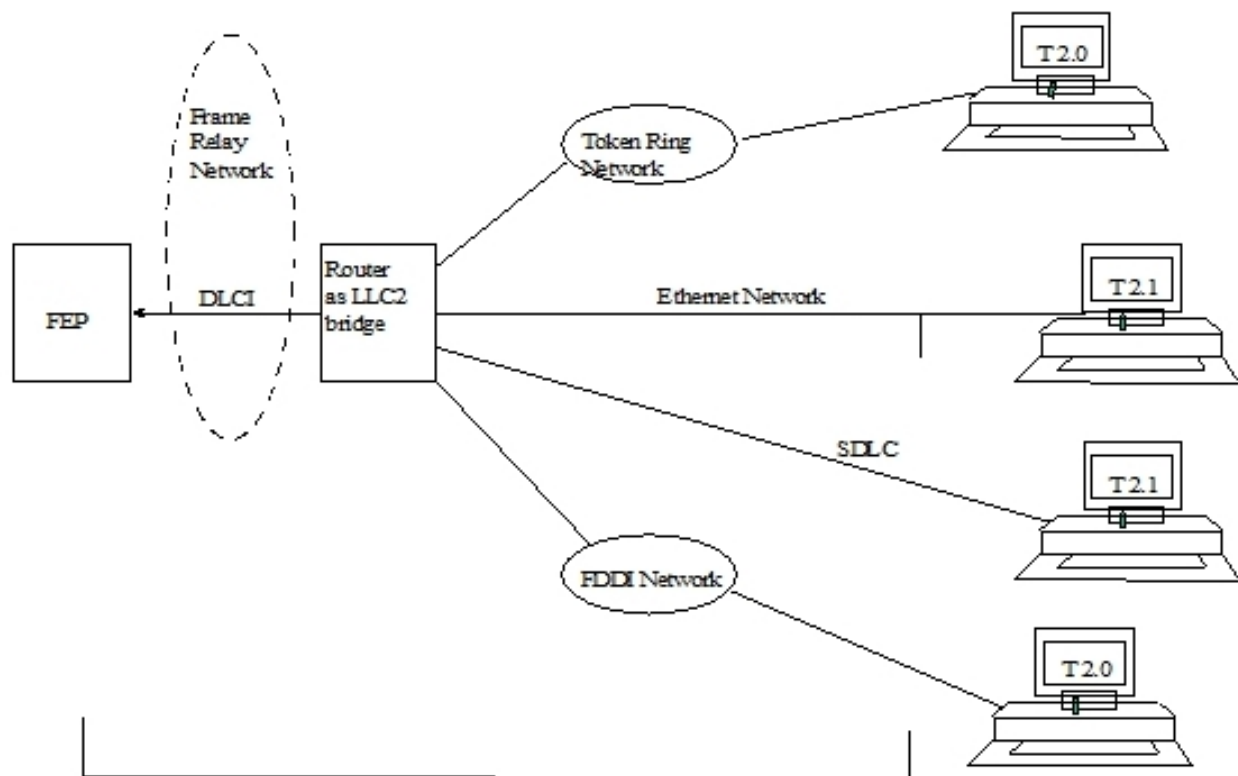 T2.0
Frame
Relay
Network
Token Ring
Network
Router
as LLC2
bridge
DLCI
FEP
Ethernet Network
T2.1
SDLC
T2.1
FDDI Network
T2.0